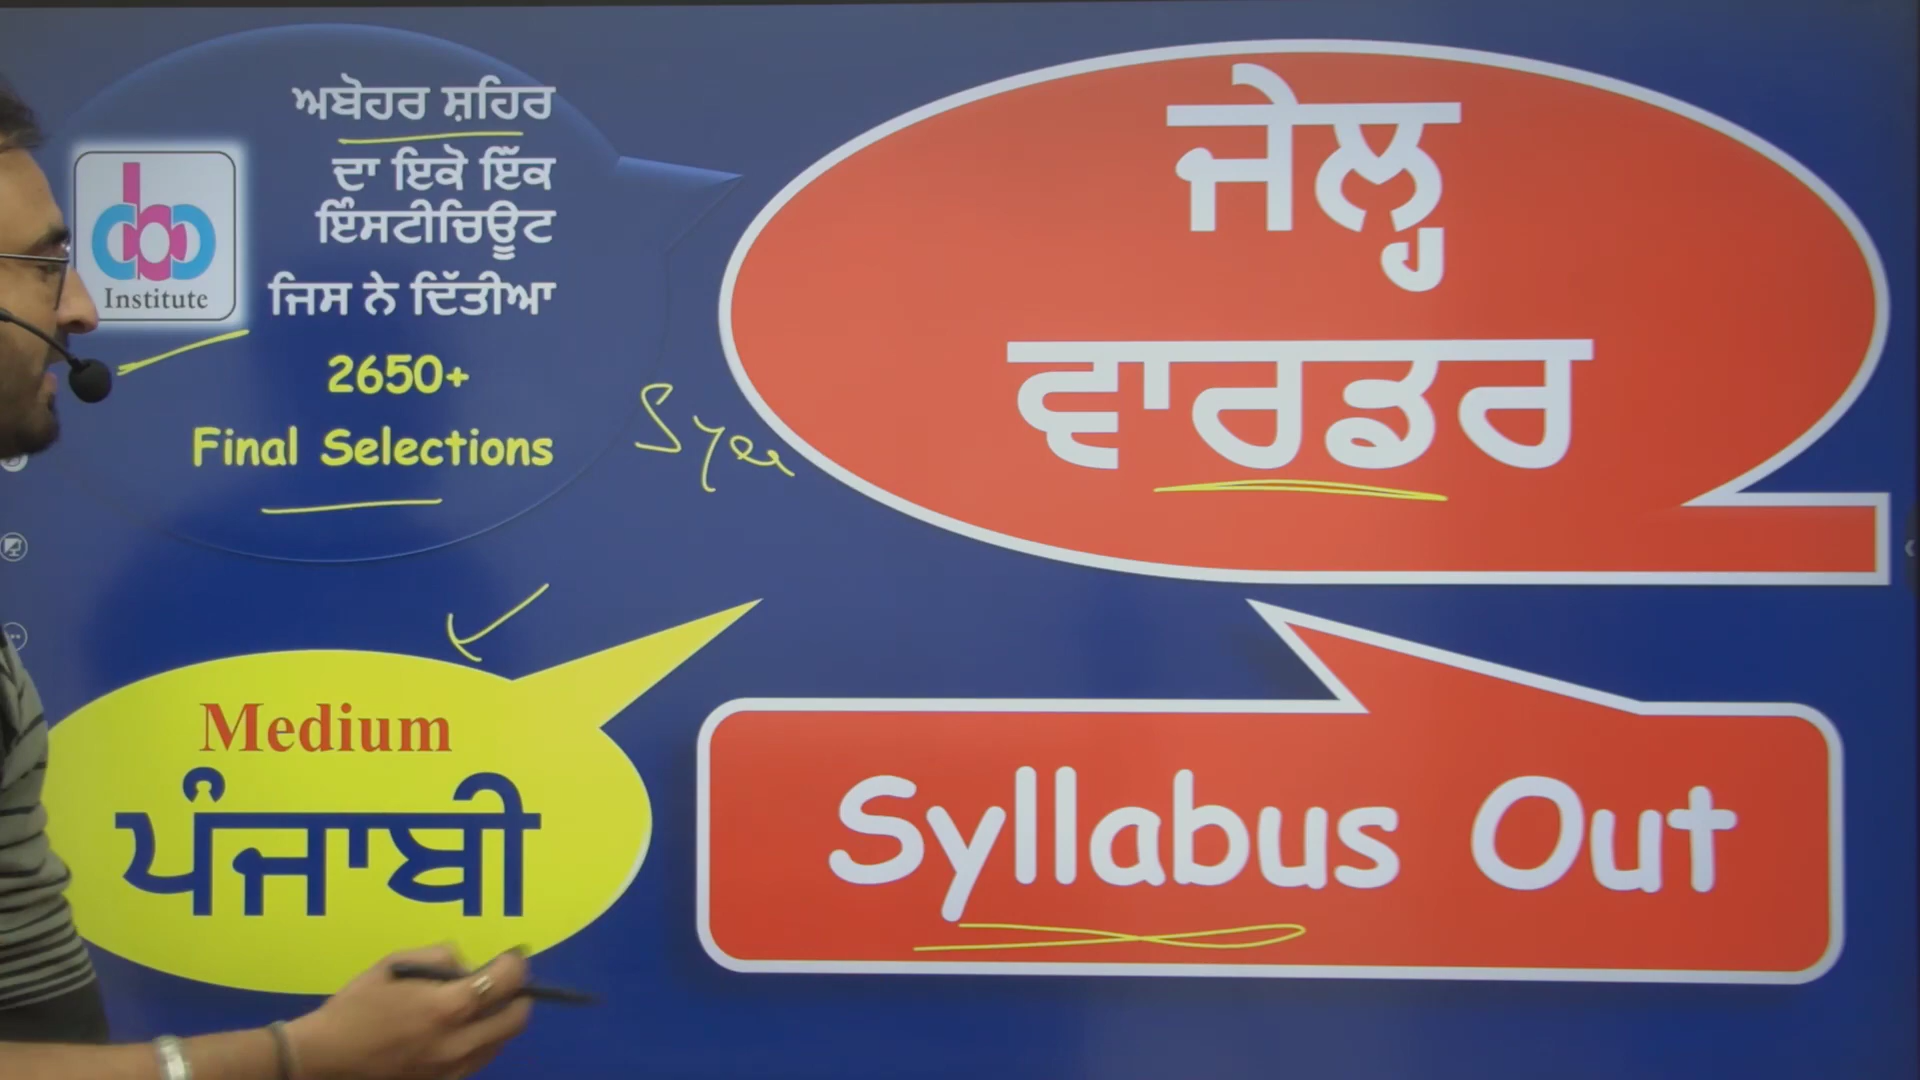 ਅਬੋਹਰ ਸ਼ਹਿਰ
ਦਾ ਇਕੋ ਇੱਕ
ਇੰਸਟੀਚਿਊਟ
ਜਿਸ ਨੇ ਦਿੱਤੀਆ
2650+
Final Selections
Institute
ਜੇਲ੍ਹ
ਵਾਰਡਰ
Medium
ਪੰਜਾਬੀ
Syllabus Out